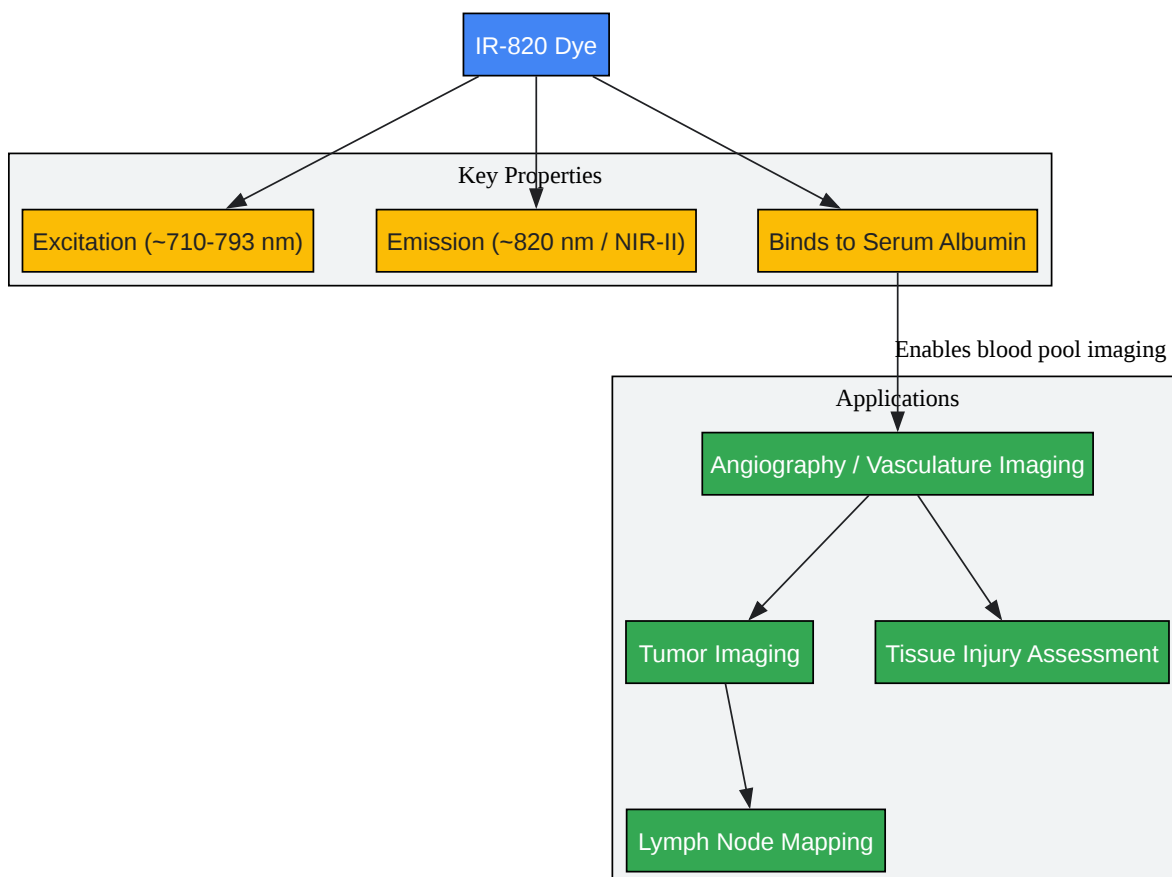 IR-820 Dye
Key Properties
Excitation (~710-793 nm)
Emission (~820 nm / NIR-II)
Binds to Serum Albumin
Enables blood pool imaging
Applications
Angiography / Vasculature Imaging
Tumor Imaging
Tissue Injury Assessment
Lymph Node Mapping